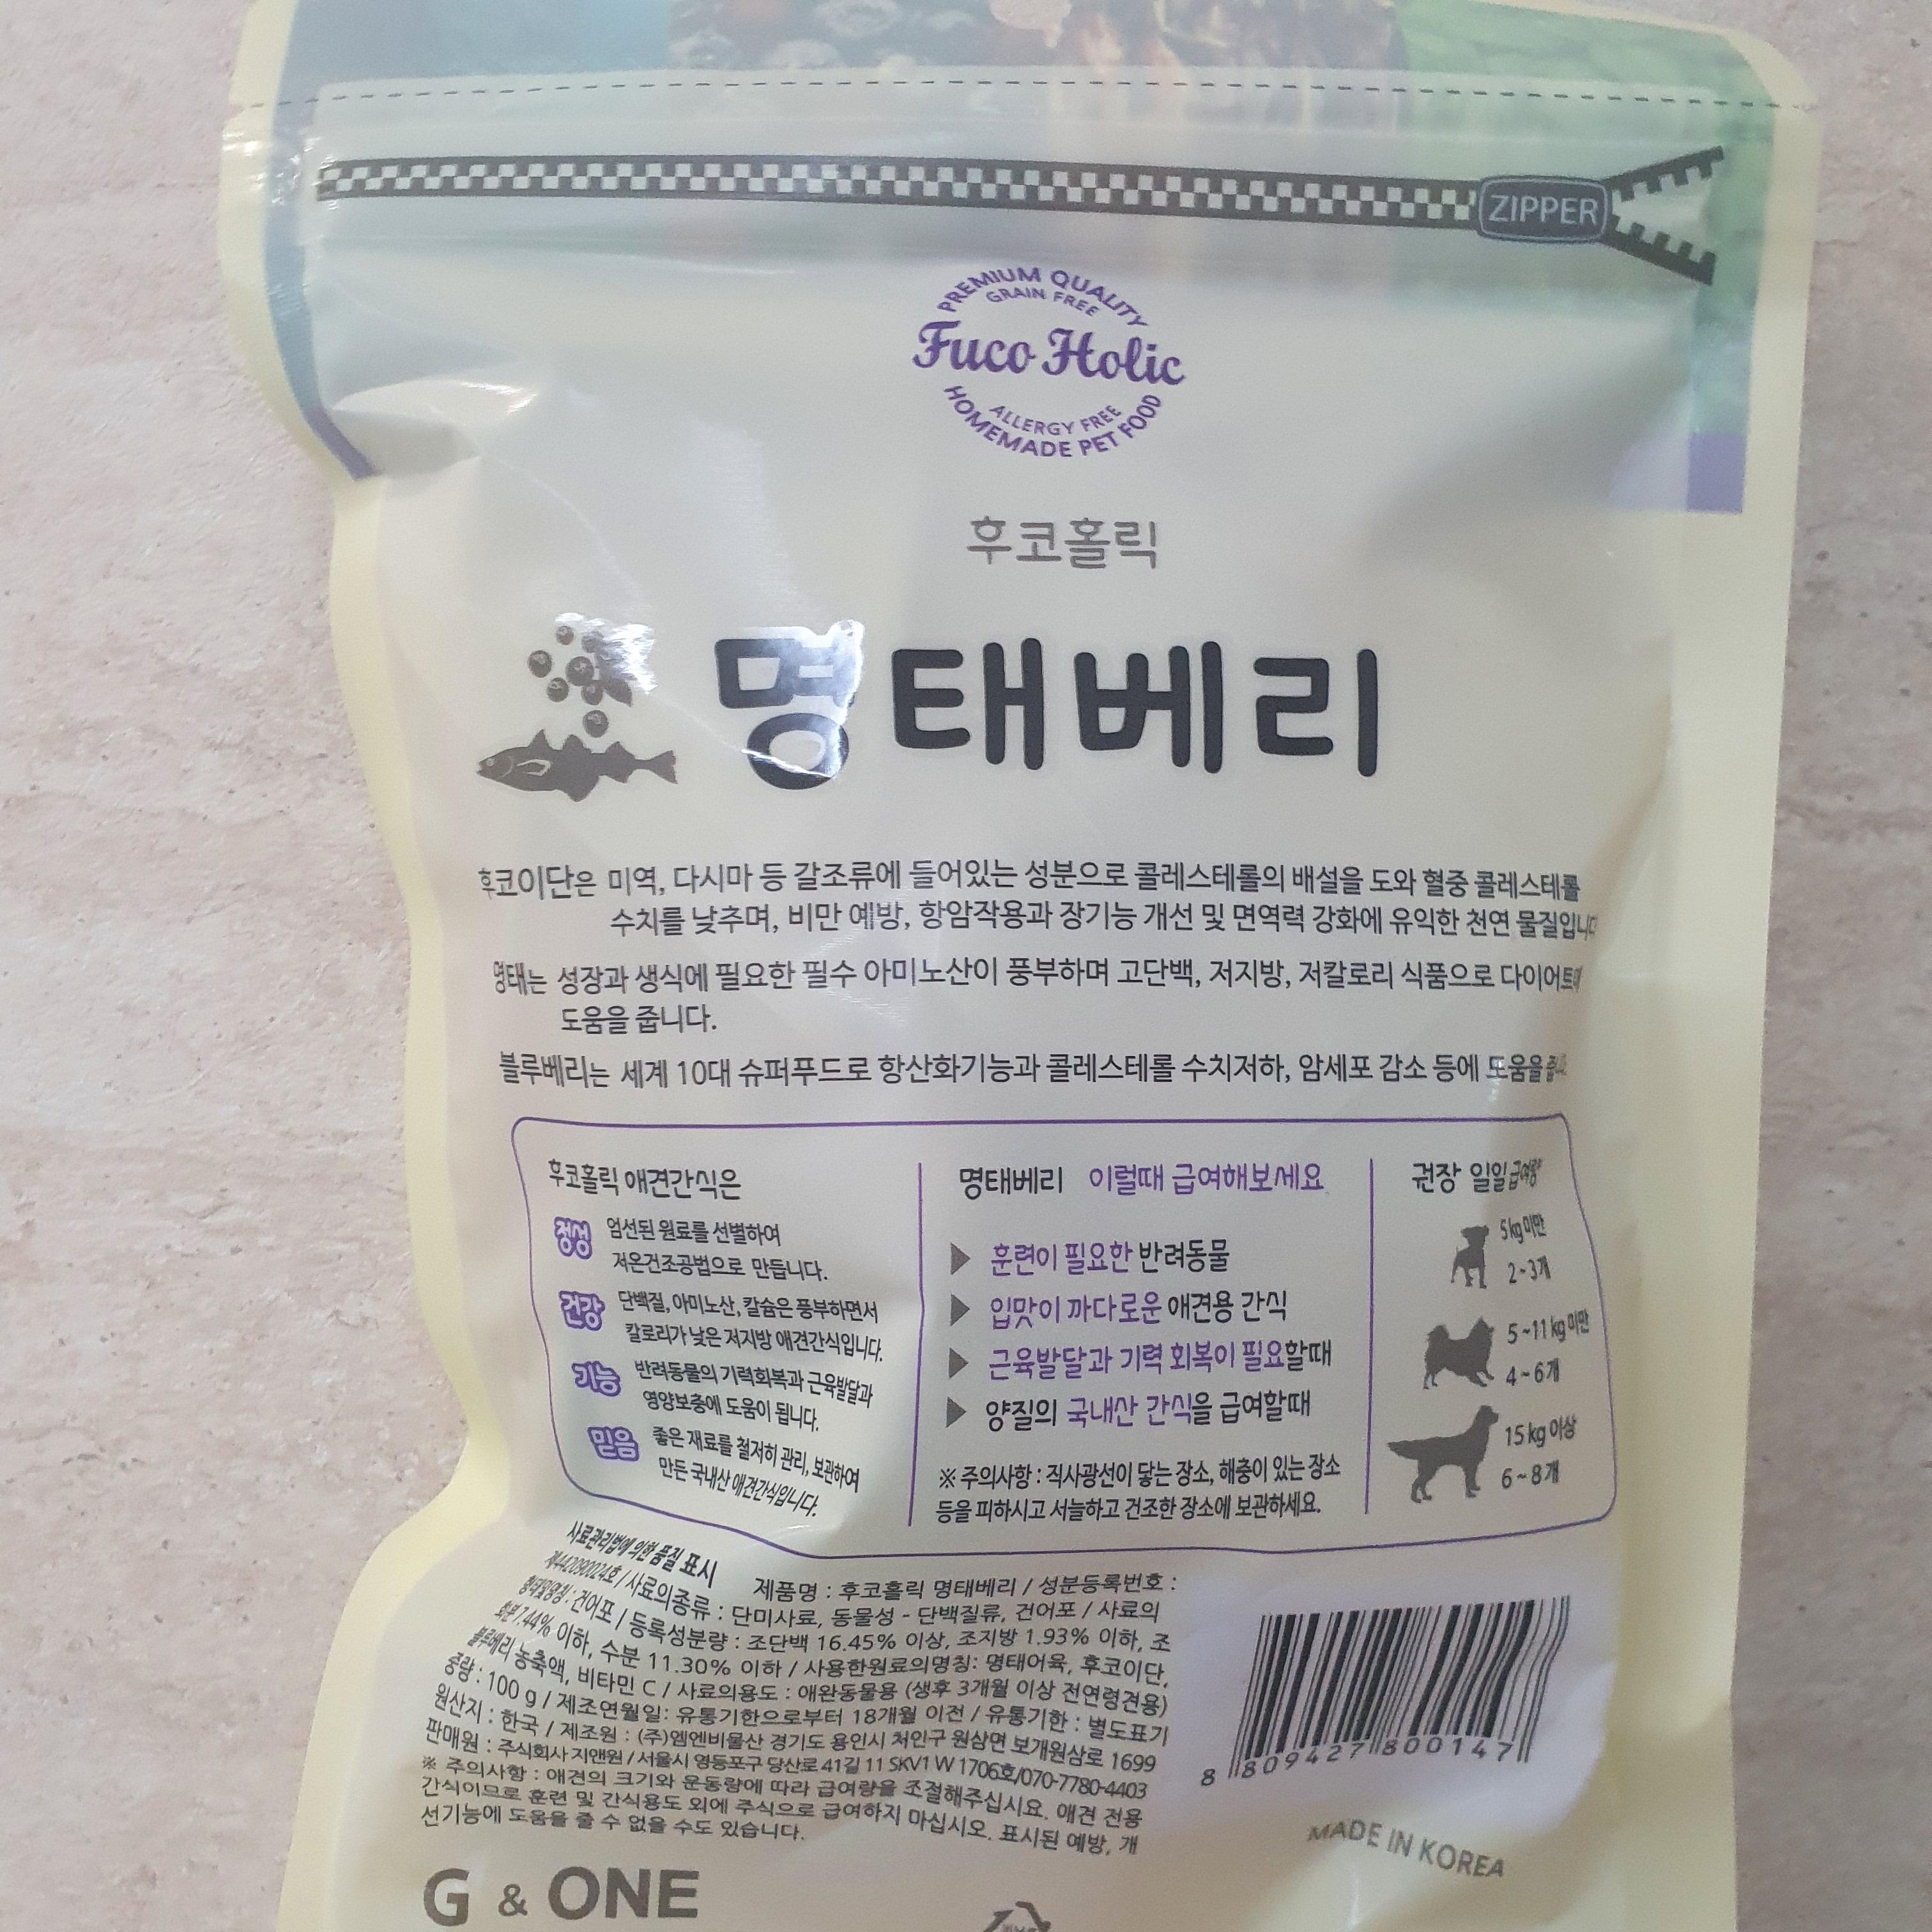 ZIPPER
PREMIUM QUALITY
GRAIN FREE
Fuco Holic
ALLERGY FREE
HOMEMADE PET FOOD
후코홀릭
명태베리
후코이단은 미역, 다시마 등 갈조류에 들어있는 성분으로 콜레스테롤의 배설을 도와 혈중 콜레스테롤
수치를 낮추며, 비만 예방, 항암작용과 장기능 개선 및 면역력 강화에 유익한 천연 물질입니다
명태는 성장과 생식에 필요한 필수 아미노산이 풍부하며 고단백, 저지방, 저칼로리 식품으로 다이어트에
도움을 줍니다.
블루베리는 세계 10대 슈퍼푸드로 항산화기능과 콜레스테롤 수치저하, 암세포 감소 등에 도움을
후코홀릭 애견간식은
정성 엄선된 원료를 선별하여
저온건조공법으로 만듭니다.
건강 단백질, 아미노산, 칼슘은 풍부하면서
칼로리가 낮은 저지방 애견간식입니다.
기능 반려동물의 기력회복과 근육발달과
영양보충에 도움이 됩니다.
믿음 좋은 재료를 철저히 관리, 보관하여
만든 국내산 애견간식입니다.
명태베리 이럴때 급여해보세요
▶ 훈련이 필요한 반려동물
▶ 입맛이 까다로운 애견용 간식
▶ 근육발달과 기력 회복이 필요할때
▶ 양질의 국내산 간식을 급여할때
※ 주의사항 : 직사광선이 닿는 장소, 해충이 있는 장소
등을 피하시고 서늘하고 건조한 장소에 보관하세요.
권장 일일급여량
5kg미만
2~3개
5~11kg미만
4~6개
15kg이상
6~8개
사료관리법에 의한 품질 표시
제품명 : 후코홀릭 명태베리 / 성분등록번호 :
제442090024호 / 사료의종류 : 단미사료, 동물성 - 단백질류, 건어포 / 사료의
형태및명칭 : 건어포 / 등록성분량 : 조단백 16.45% 이상, 조지방 1.93% 이하, 조
회분 7.44% 이하, 수분 11.30% 이하 / 사용한원료의명칭: 명태어육, 후코이단,
블루베리 농축액, 비타민 C / 사료의용도 : 애완동물용 (생후 3개월 이상 전연령견용)
중량 : 100 g / 제조연월일: 유통기한으로부터 18개월 이전 / 유통기한 : 별도표기
원산지 : 한국 / 제조원 : (주)엠엔비물산 경기도 용인시 처인구 원삼면 보개원삼로 1699
판매원 : 주식회사 지앤원 / 서울시 영등포구 당산로 41길 11 SKV1 W 1706호/070-7780-4403
※ 주의사항 : 애견의 크기와 운동량에 따라 급여량을 조절해주십시요. 애견 전용
간식이므로 훈련 및 간식용도 외에 주식으로 급여하지 마십시오. 표시된 예방, 개
선기능에 도움을 줄 수 없을 수도 있습니다.
8 809427 800147
MADE IN KOREA
G & ONE